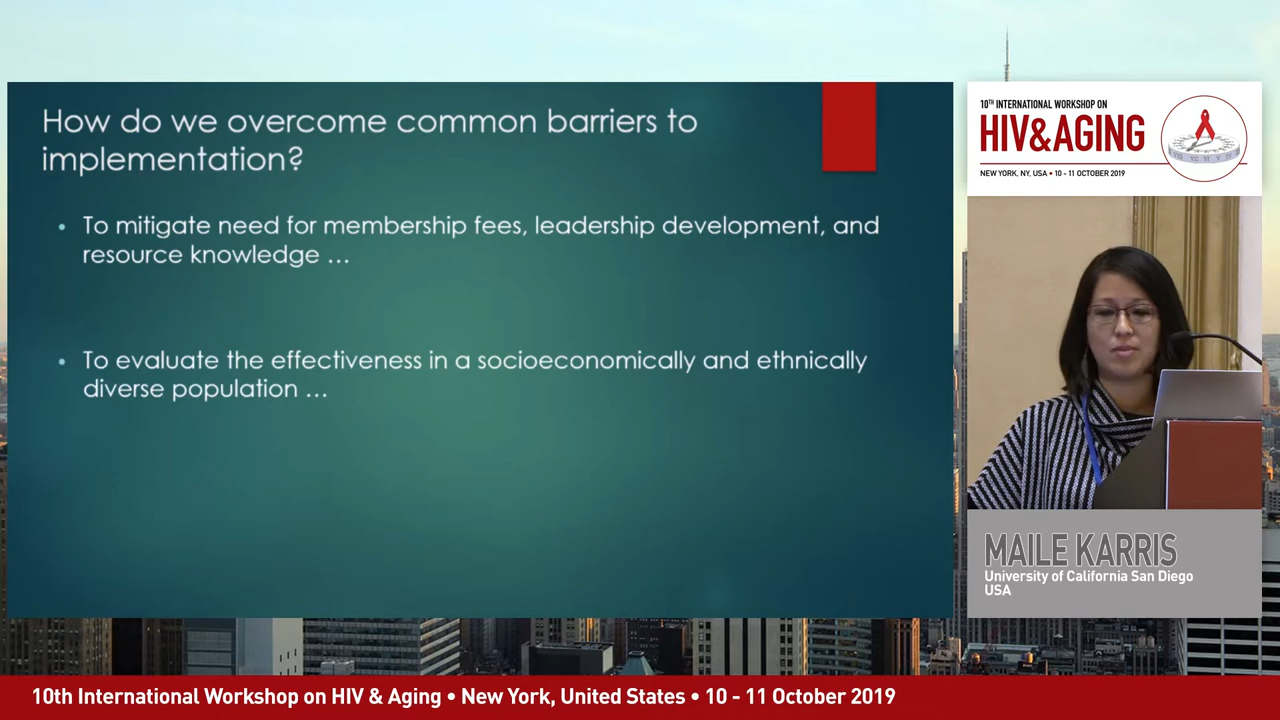 How do we overcome common barriers to
implementation?
• To mitigate need for membership fees, leadership development, and
resource knowledge …
• To evaluate the effectiveness in a socioeconomically and ethnically
diverse population …
10TH INTERNATIONAL WORKSHOP ON
HIV&AGING
NEW YORK, NY, USA • 10 - 11 OCTOBER 2019
MAILE KARRIS
University of California San Diego
USA
10th International Workshop on HIV & Aging • New York, United States • 10 - 11 October 2019